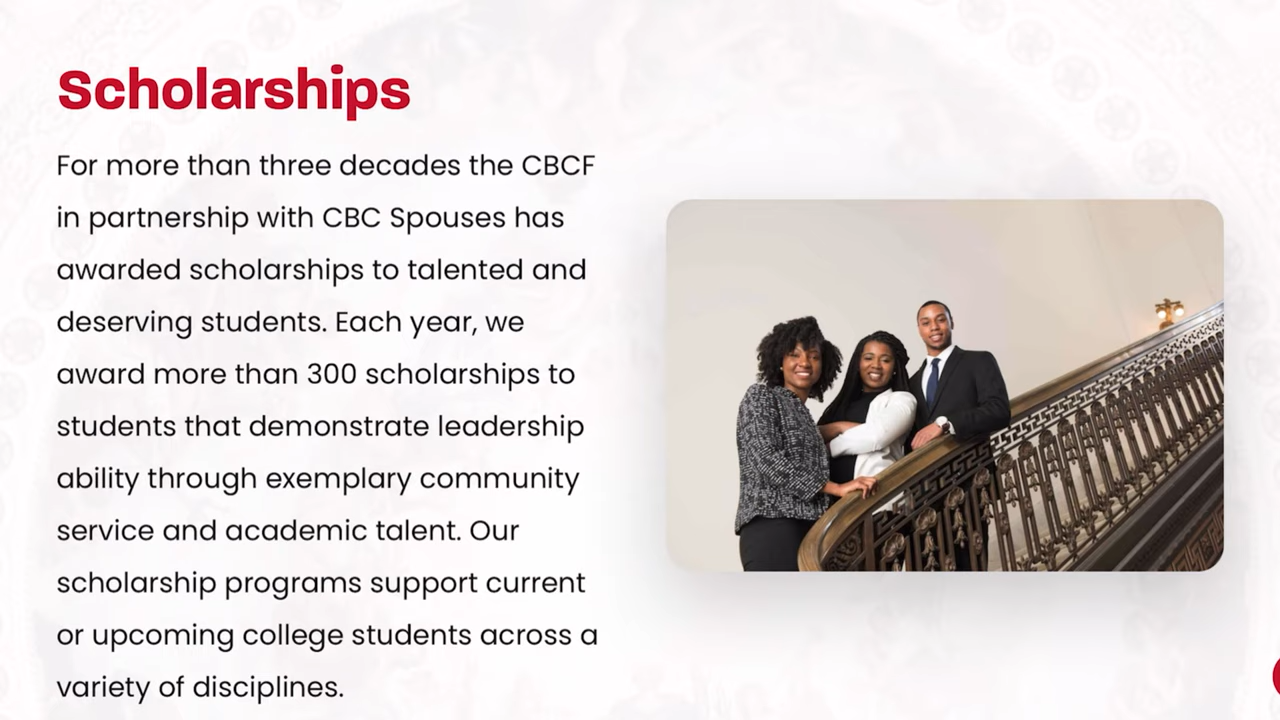 Scholarships
For more than three decades the CBCF
in partnership with CBC Spouses has
awarded scholarships to talented and
deserving students. Each year, we
award more than 300 scholarships to
students that demonstrate leadership
ability through exemplary community
service and academic talent. Our
scholarship programs support current
or upcoming college students across a
variety of disciplines.